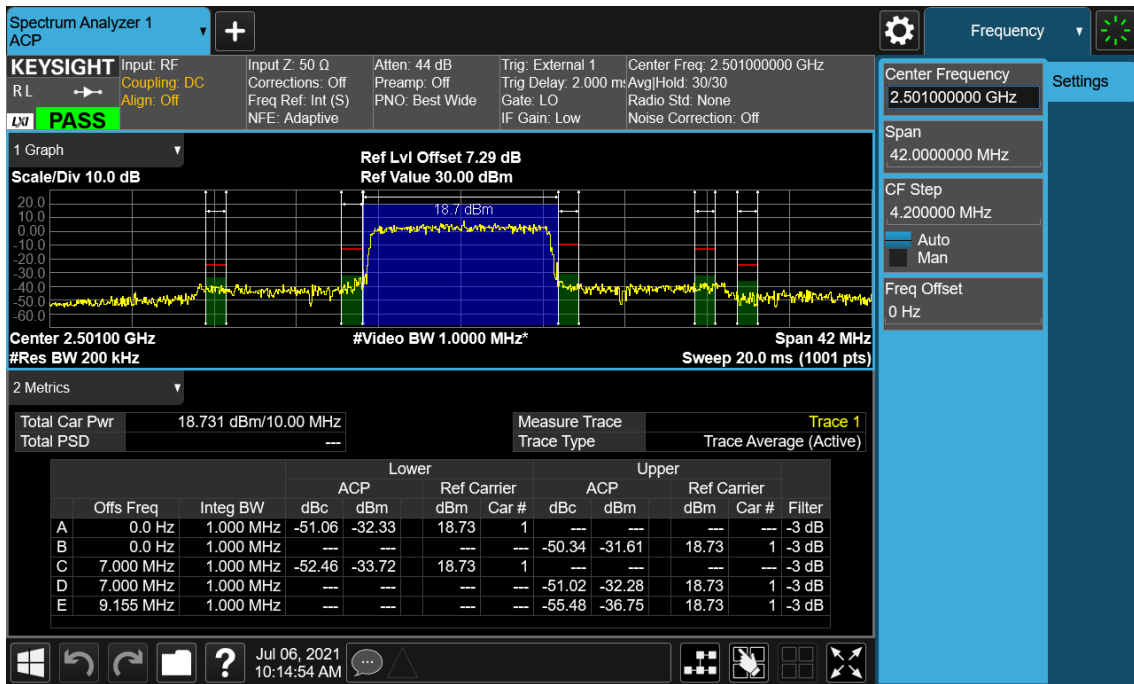 Spectrum Analyzer 1
ACP
+
Frequency
KEYSIGHT Input: RF Input Z: 50 Ω Atten: 44 dB Trig: External 1 Center Freq: 2.501000000 GHz
Coupling: DC Corrections: Off Preamp: Off Trig Delay: 2.000 ms Avg|Hold: 30/30
R L Align: Off Freq Ref: Int (S) PNO: Best Wide Gate: LO Radio Std: None
LXI PASS NFE: Adaptive IF Gain: Low Noise Correction: Off
Center Frequency
2.501000000 GHz
Settings
Span
42.0000000 MHz
CF Step
4.200000 MHz
Auto
Man
Freq Offset
0 Hz
1 Graph
Ref Lvl Offset 7.29 dB
Scale/Div 10.0 dB Ref Value 30.00 dBm
20.0
10.0
0.00
-10.0
-20.0
-30.0
-40.0
-50.0
-60.0
18.7 dBm
Center 2.50100 GHz #Video BW 1.0000 MHz* Span 42 MHz
#Res BW 200 kHz Sweep 20.0 ms (1001 pts)
2 Metrics
Total Car Pwr 18.731 dBm/10.00 MHz Measure Trace Trace 1
Total PSD --- Trace Type Trace Average (Active)
Lower Upper
ACP Ref Carrier ACP Ref Carrier
Offs Freq Integ BW dBc dBm dBm Car # dBc dBm dBm Car # Filter
A 0.0 Hz 1.000 MHz -51.06 -32.33 18.73 1 --- --- --- --- -3 dB
B 0.0 Hz 1.000 MHz --- --- --- --- -50.34 -31.61 18.73 1 -3 dB
C 7.000 MHz 1.000 MHz -52.46 -33.72 18.73 1 --- --- --- --- -3 dB
D 7.000 MHz 1.000 MHz --- --- --- --- -51.02 -32.28 18.73 1 -3 dB
E 9.155 MHz 1.000 MHz --- --- --- --- -55.48 -36.75 18.73 1 -3 dB
?
Jul 06, 2021
10:14:54 AM